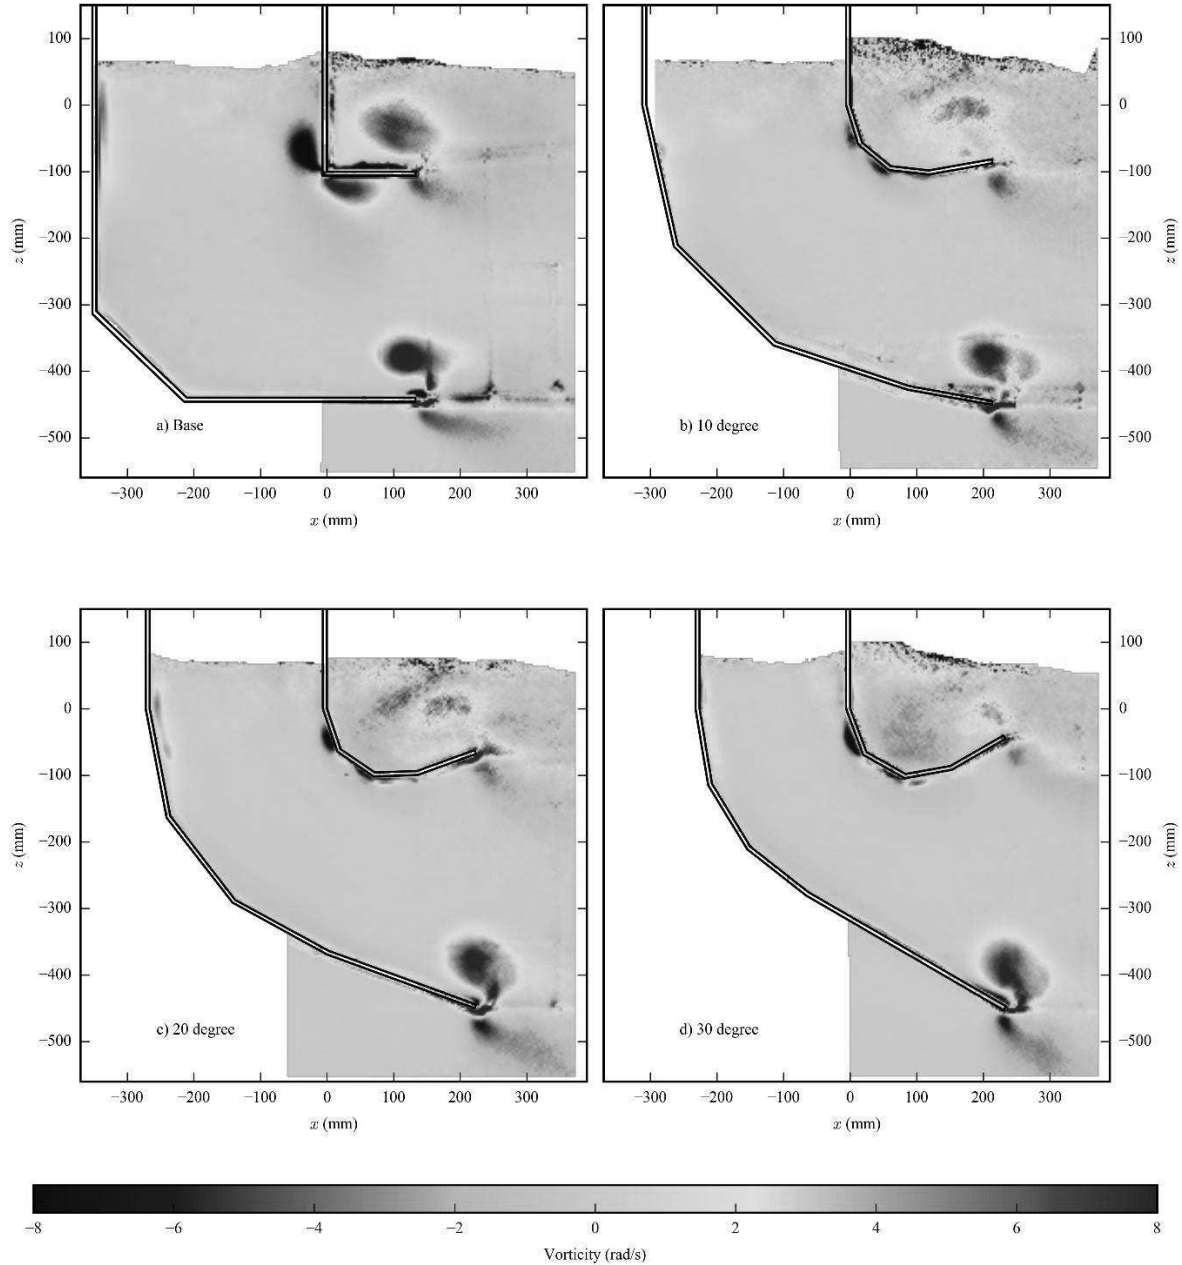 100 100
0 0
−100 −100
−200 −200
−300 −300
−400 −400
−500 −500
z (mm) z (mm)
a) Base b) 10 degree
−300 −200 −100 0 100 200 300 −300 −200 −100 0 100 200 300
x (mm) x (mm)
100 100
0 0
−100 −100
−200 −200
−300 −300
−400 −400
−500 −500
z (mm) z (mm)
c) 20 degree d) 30 degree
−300 −200 −100 0 100 200 300 −300 −200 −100 0 100 200 300
x (mm) x (mm)
−8 −6 −4 −2 0 2 4 6 8
Vorticity (rad/s)